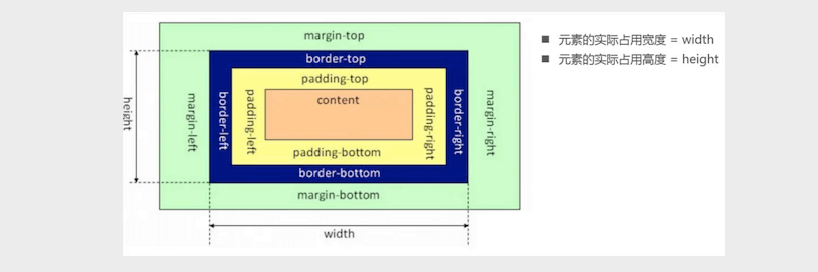 margin-top
border-top
padding-top
content
height
margin-left
border-left
padding-left
padding-right
border-right
margin-right
padding-bottom
border-bottom
margin-bottom
width
■ 元素的实际占用宽度 = width
■ 元素的实际占用高度 = height